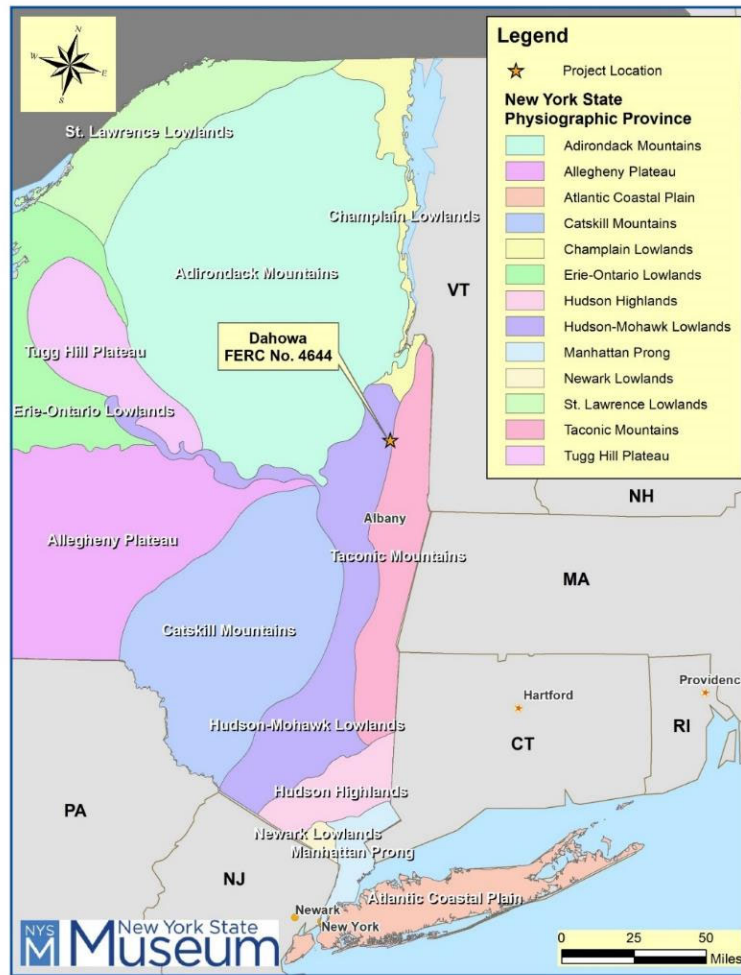 N
W
E
S
Legend
Project Location
New York State
Physiographic Province
Adirondack Mountains
Allegheny Plateau
Atlantic Coastal Plain
Catskill Mountains
Champlain Lowlands
Erie-Ontario Lowlands
Hudson Highlands
Hudson-Mohawk Lowlands
Manhattan Prong
Newark Lowlands
St. Lawrence Lowlands
Taconic Mountains
Tugg Hill Plateau
St. Lawrence Lowlands
Champlain Lowlands
Adirondack Mountains
VT
Dahowa
FERC No. 4644
Tugg Hill Plateau
Erie-Ontario Lowlands
NH
Albany
Allegheny Plateau
Taconic Mountains
MA
Catskill Mountains
Providenc
Hartford
Hudson-Mohawk Lowlands
CT
RI
PA
Hudson Highlands
Newark Lowlands
Manhattan Prong
NJ
Atlantic Coastal Plain
Newark
New York
NYS
M
New York State
Museum
0 25 50
Miles